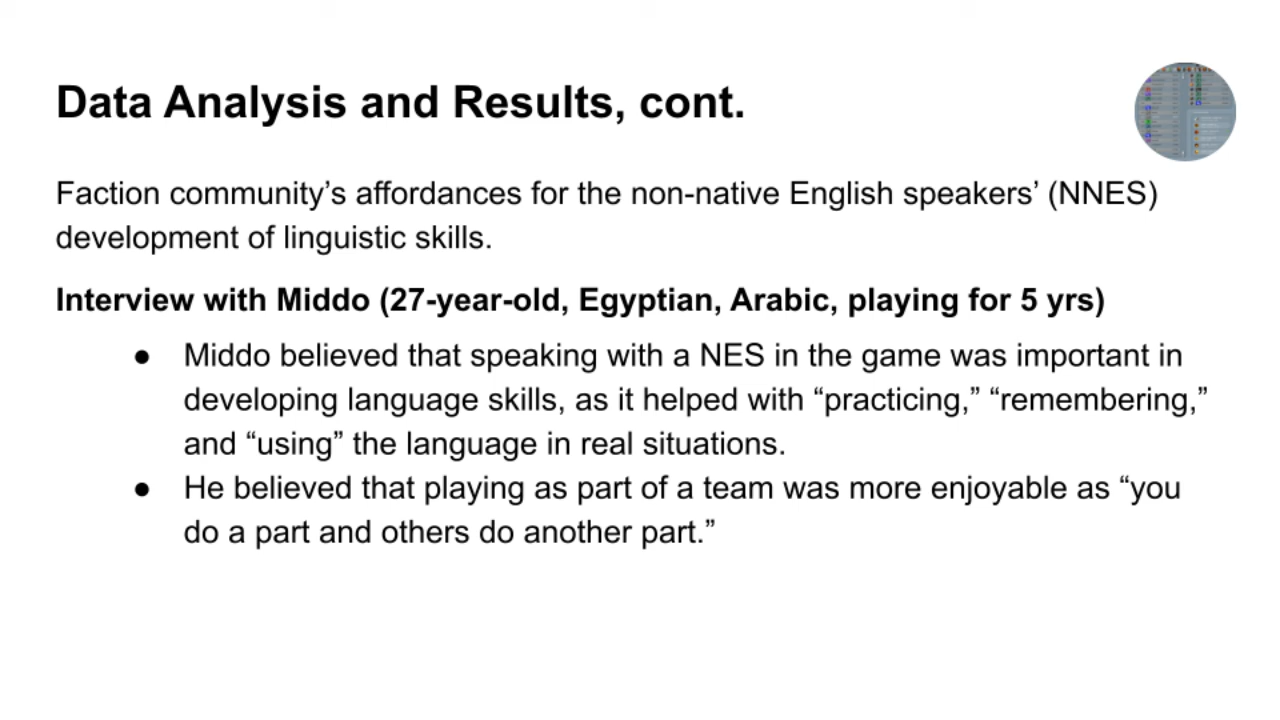 Data Analysis and Results, cont.
Faction community’s affordances for the non-native English speakers’ (NNES)
development of linguistic skills.
Interview with Middo (27-year-old, Egyptian, Arabic, playing for 5 yrs)
● Middo believed that speaking with a NES in the game was important in
developing language skills, as it helped with “practicing,” “remembering,”
and “using” the language in real situations.
● He believed that playing as part of a team was more enjoyable as “you
do a part and others do another part.”